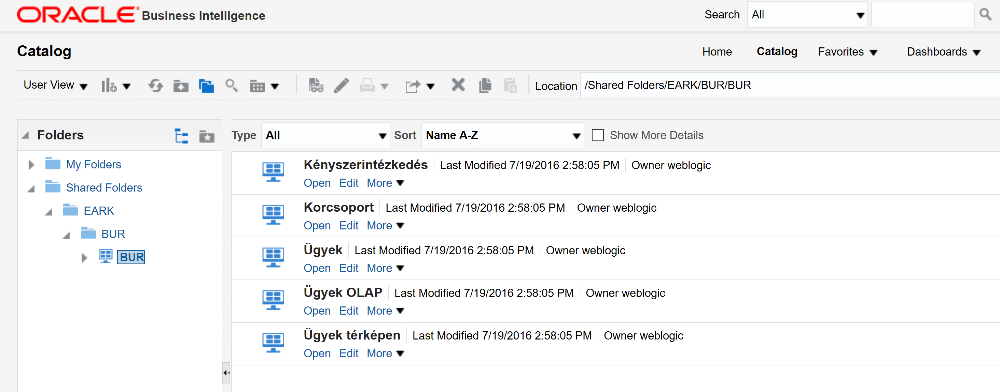 ORACLE Business Intelligence Search All
Catalog Home Catalog Favorites Dashboards
User View Location /Shared Folders/EARK/BUR/BUR
Folders Type All Sort Name A-Z Show More Details
My Folders
Shared Folders
EARK
BUR
BUR
Kényszerintézkedés Last Modified 7/19/2016 2:58:05 PM Owner weblogic
Open Edit More
Korcsoport Last Modified 7/19/2016 2:58:05 PM Owner weblogic
Open Edit More
Ügyek Last Modified 7/19/2016 2:58:05 PM Owner weblogic
Open Edit More
Ügyek OLAP Last Modified 7/19/2016 2:58:05 PM Owner weblogic
Open Edit More
Ügyek térképen Last Modified 7/19/2016 2:58:05 PM Owner weblogic
Open Edit More